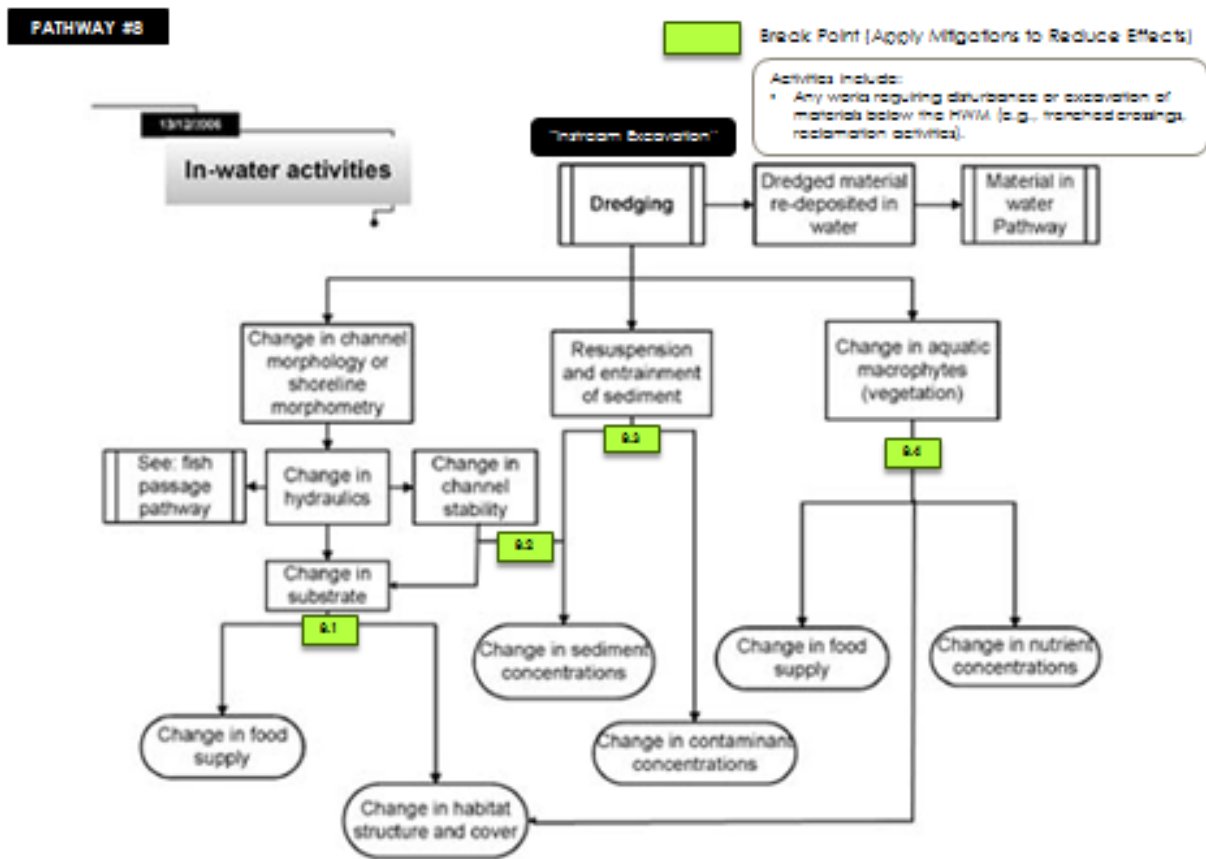 PATHWAY #8
Break Point (Apply Mitigations to Reduce Effects)
Activities include:
• Any works requiring disturbance or excavation of
materials below the HWM (e.g., trenched crossings,
reclamation activities).
13/12/2006
In-water activities
"Instream Excavation"
Dredging
Dredged material
re-deposited in
water
Material in
water
Pathway
Change in channel
morphology or
shoreline
morphometry
Resuspension
and entrainment
of sediment
Change in aquatic
macrophytes
(vegetation)
See: fish
passage
pathway
Change in
hydraulics
Change in
channel
stability
Change in
substrate
Change in sediment
concentrations
Change in food
supply
Change in nutrient
concentrations
Change in food
supply
Change in contaminant
concentrations
Change in habitat
structure and cover